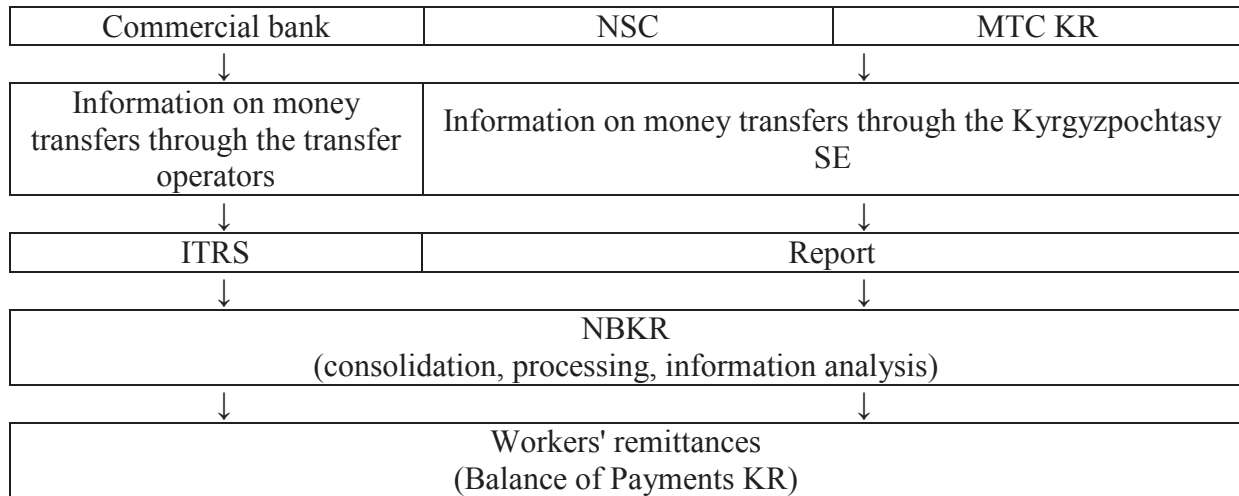 Commercial bank NSC MTC KR
↓ ↓
Information on money
transfers through the transfer
operators
Information on money transfers through the Kyrgyzpochtasy
SE
↓ ↓
ITRS Report
↓ ↓
NBKR
(consolidation, processing, information analysis)
↓ ↓
Workers' remittances
(Balance of Payments KR)